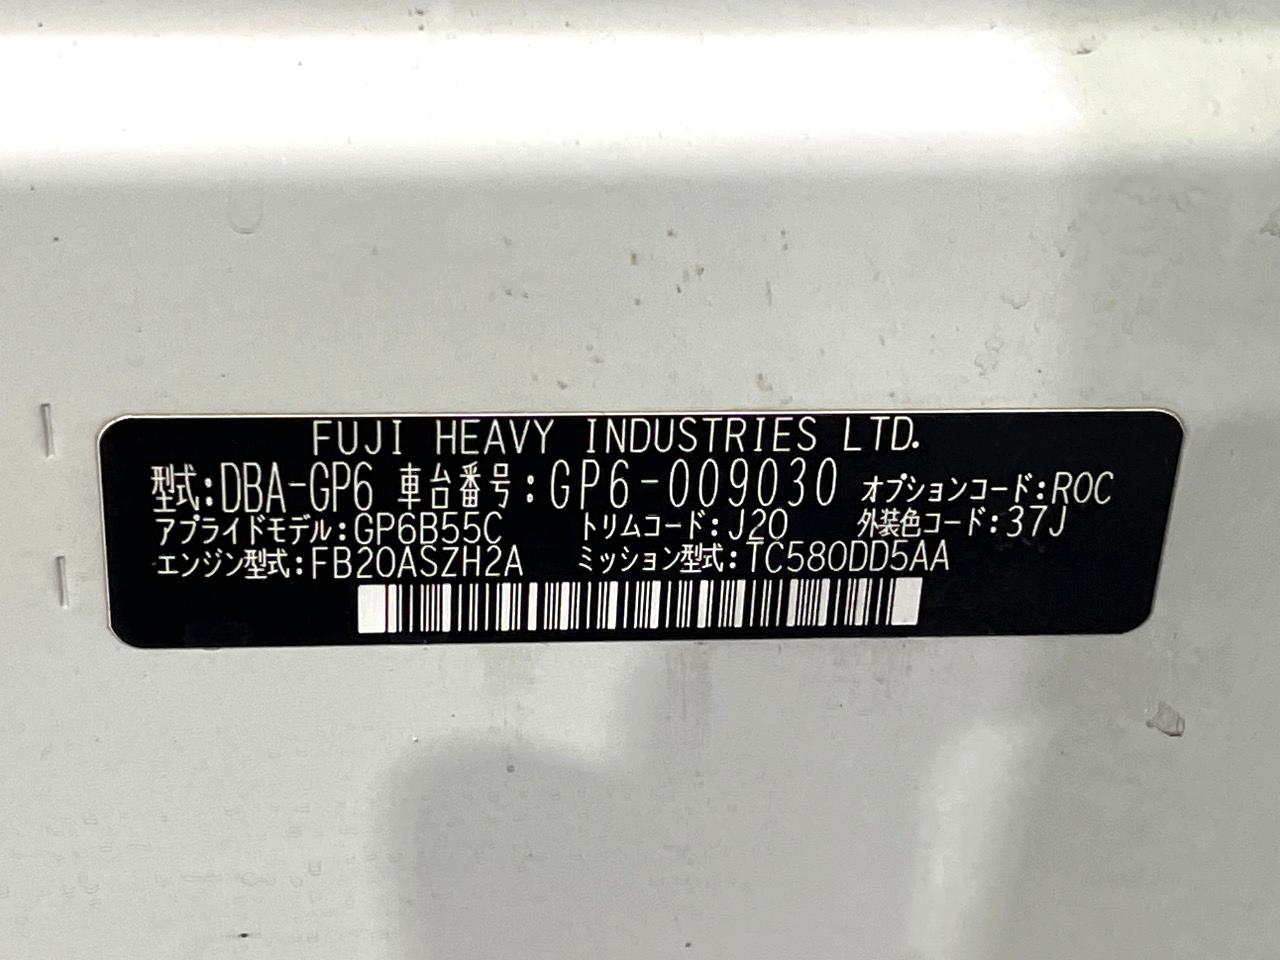 FUJI HEAVY INDUSTRIES LTD.
型式:DBA-GP6 車台番号:GP6-009030 オプションコード:ROC
アプライドモデル:GP6B55C トリムコード:J20 外装色コード:37J
エンジン型式:FB20ASZH2A ミッション型式:TC580DD5AA